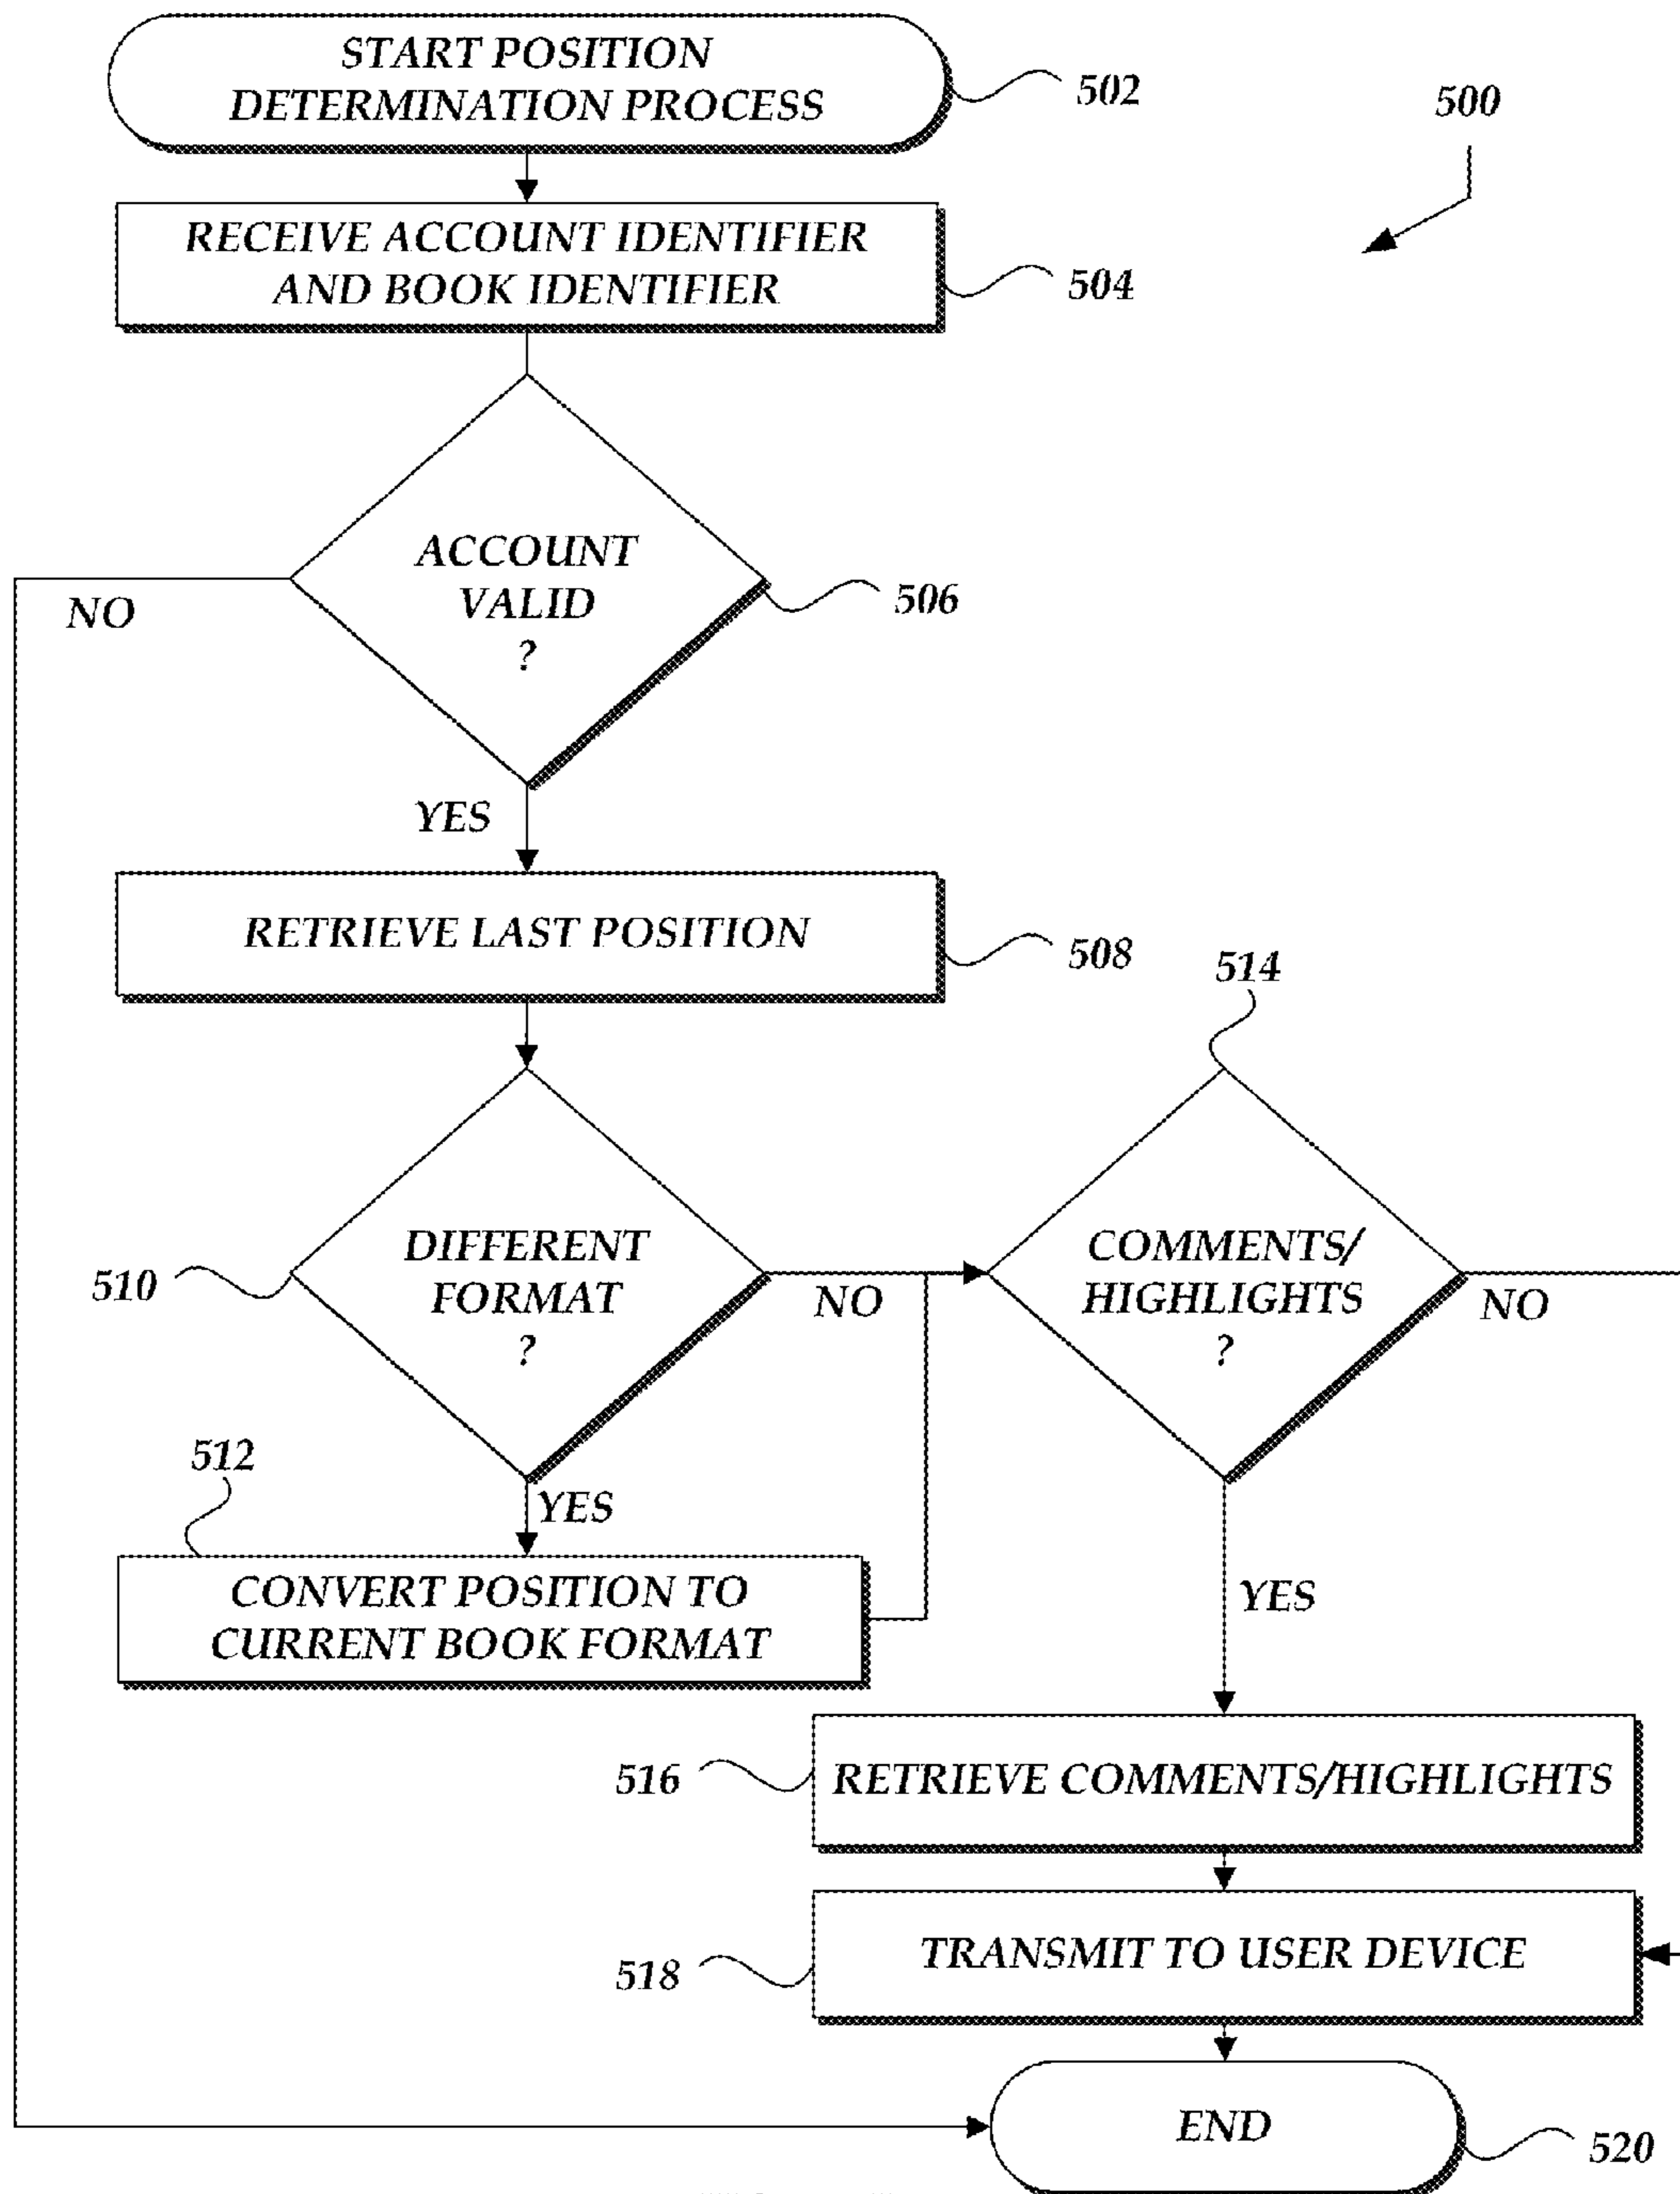 START POSITION
DETERMINATION PROCESS
502
500
RECEIVE ACCOUNT IDENTIFIER
AND BOOK IDENTIFIER
504
ACCOUNT
VALID
?
506
NO
YES
RETRIEVE LAST POSITION
508
514
DIFFERENT
FORMAT
?
510
NO
COMMENTS/
HIGHLIGHTS
?
NO
512
YES
CONVERT POSITION TO
CURRENT BOOK FORMAT
YES
516
RETRIEVE COMMENTS/HIGHLIGHTS
TRANSMIT TO USER DEVICE
518
END
520